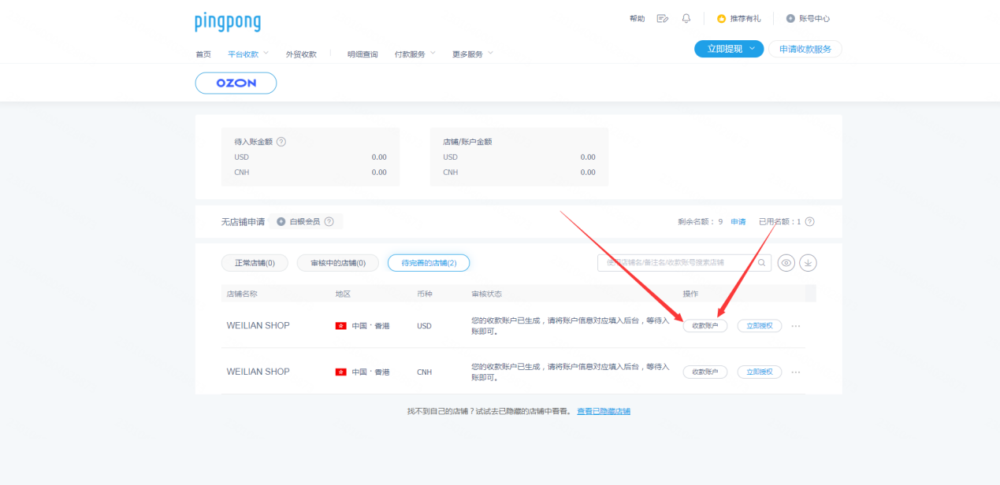 pingpong
帮助
推荐有礼
账号中心
首页 平台收款 外贸收款 明细查询 付款服务 更多服务
立即提现 申请收款服务
OZON
待入账金额 ?
USD 0.00
CNH 0.00
店铺/账户金额
USD 0.00
CNH 0.00
无店铺申请 白银会员 ?
剩余名额： 9 申请 已用名额：1 ?
正常店铺(0) 审核中的店铺(0) 待完善的店铺(2)
使用店铺名/备注名/收款账号搜索店铺
店铺名称 地区 币种 审核状态 操作
WEILIAN SHOP 中国·香港 USD 您的收款账户已生成，请将账户信息对应填入后台，等待入
账即可。
收款账户 立即授权 ...
WEILIAN SHOP 中国·香港 CNH 您的收款账户已生成，请将账户信息对应填入后台，等待入
账即可。
收款账户 立即授权 ...
找不到自己的店铺？试试去已隐藏的店铺中看看。 查看已隐藏店铺